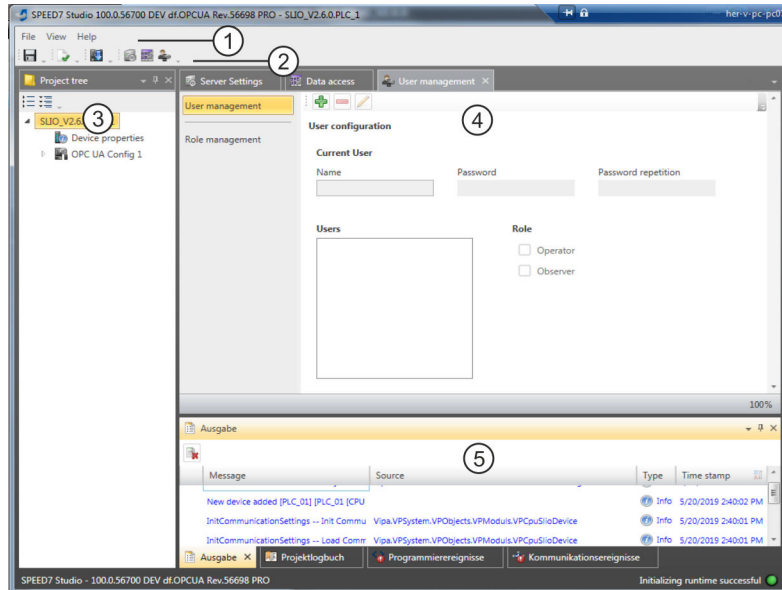 SPEED7 Studio 100.0.56700 DEV df.OPCUA Rev.56698 PRO - SLIO_V2.6.0.PLC_1
her-v-pc-pc0
File View Help
1
2
Project tree
Server Settings
Data access
User management
SLIO_V2.6.
3
Device properties
OPC UA Config 1
User management
Role management
4
User configuration
Current User
Name Password Password repetition
Users Role
Operator
Observer
100%
Ausgabe
5
Message Source Type Time stamp
Info
New device added [PLC_01] [PLC_01 [CPU Info 5/20/2019 2:40:02 PM
InitCommunicationSettings -- Init Commu Vipa.VPSystem.VPObjects.VPModuls.VPCpuSlioDevice Info 5/20/2019 2:40:01 PM
InitCommunicationSettings -- Load Comm Vipa.VPSystem.VPObjects.VPModuls.VPCpuSlioDevice Info 5/20/2019 2:40:01 PM
Ausgabe Projektlogbuch Programmierereignisse Kommunikationsereignisse
SPEED7 Studio - 100.0.56700 DEV df.OPCUA Rev.56698 PRO Initializing runtime successful